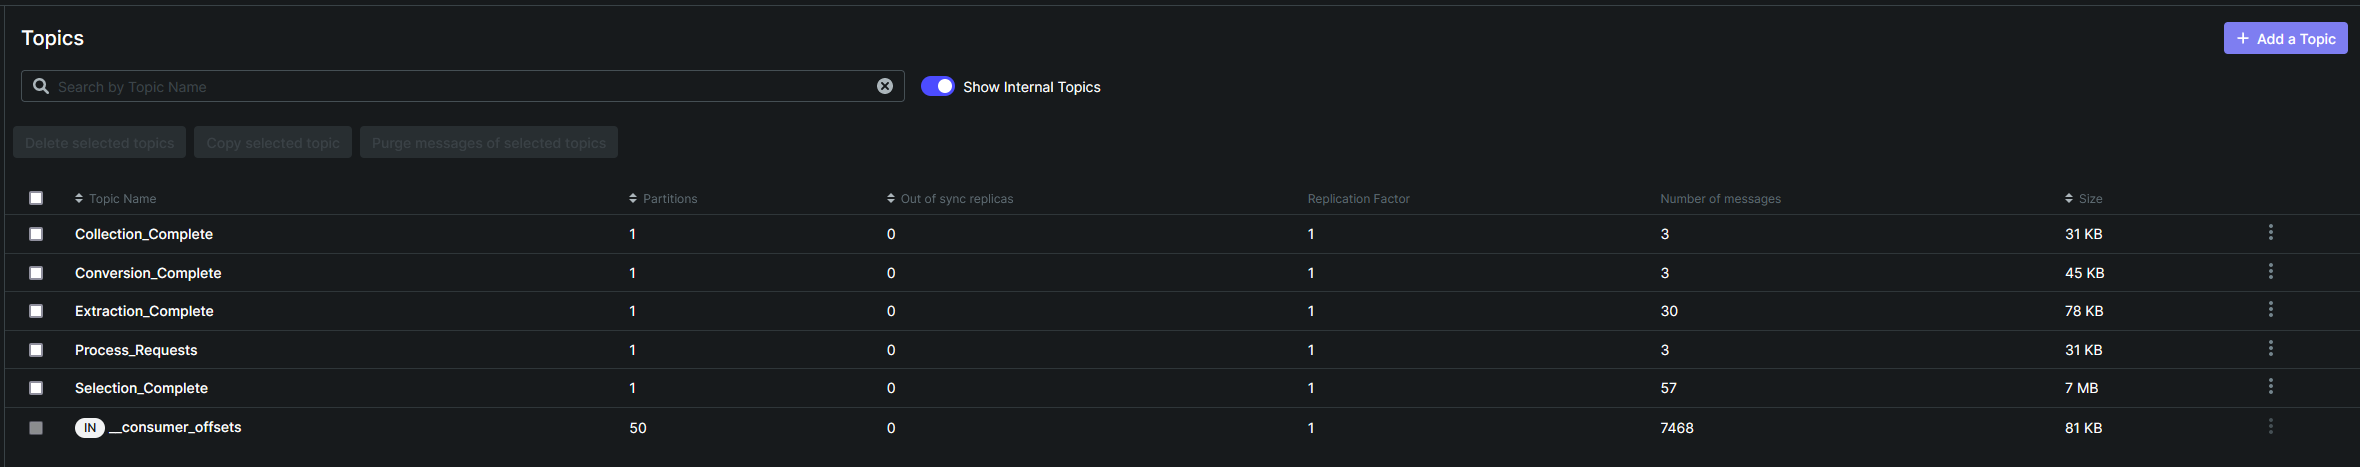 Topics
+ Add a Topic
Search by Topic Name
Show Internal Topics
Delete selected topics Copy selected topic Purge messages of selected topics
Topic Name Partitions Out of sync replicas Replication Factor Number of messages Size
Collection_Complete 1 0 1 3 31 KB
Conversion_Complete 1 0 1 3 45 KB
Extraction_Complete 1 0 1 30 78 KB
Process_Requests 1 0 1 3 31 KB
Selection_Complete 1 0 1 57 7 MB
IN __consumer_offsets 50 0 1 7468 81 KB